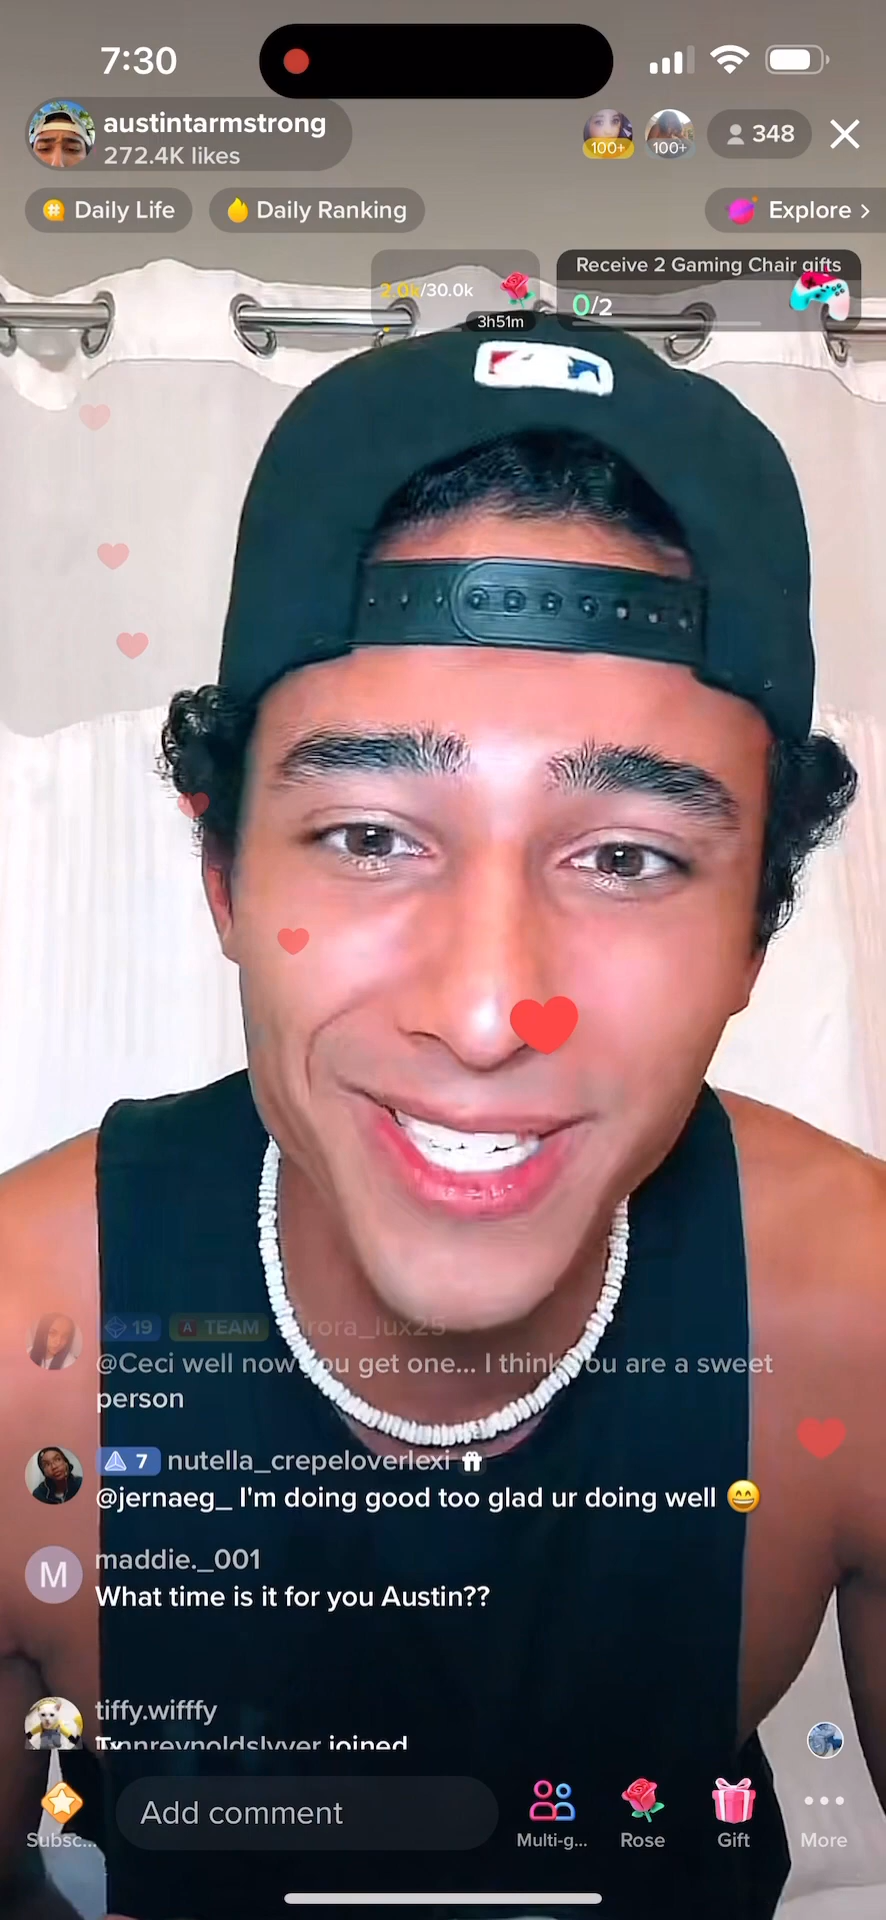 7:30
austintarmstrong
272.4K likes
100+
100+
348
Daily Life
Daily Ranking
Explore >
2.0k/30.0k
3h51m
Receive 2 Gaming Chair gifts
0/2
19 A TEAM aurora_lux25
@Ceci well now you get one... I think you are a sweet
person
7 nutella_crepeloverlexi
@jernaeg_ I'm doing good too glad ur doing well 😄
M
maddie._001
What time is it for you Austin??
tiffy.wifffy
joined
Subsc...
Add comment
Multi-g...
Rose
Gift
More